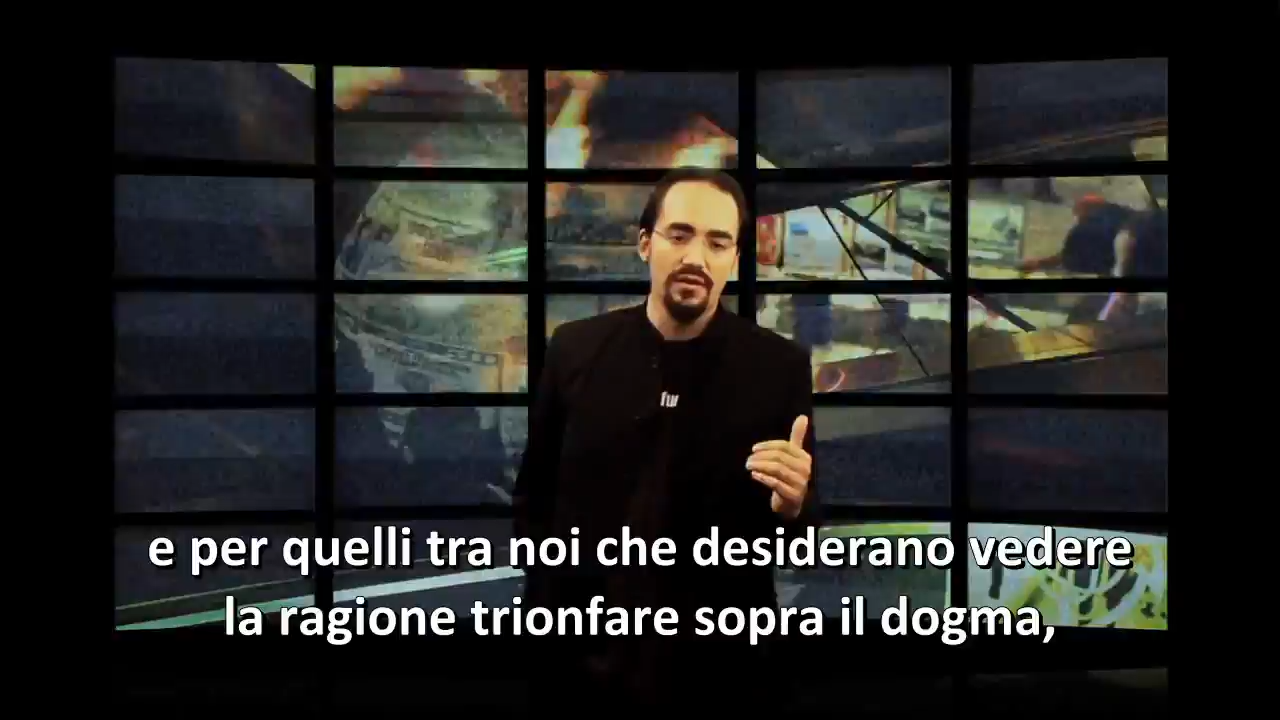 e per quelli tra noi che desiderano vedere
la ragione trionfare sopra il dogma,